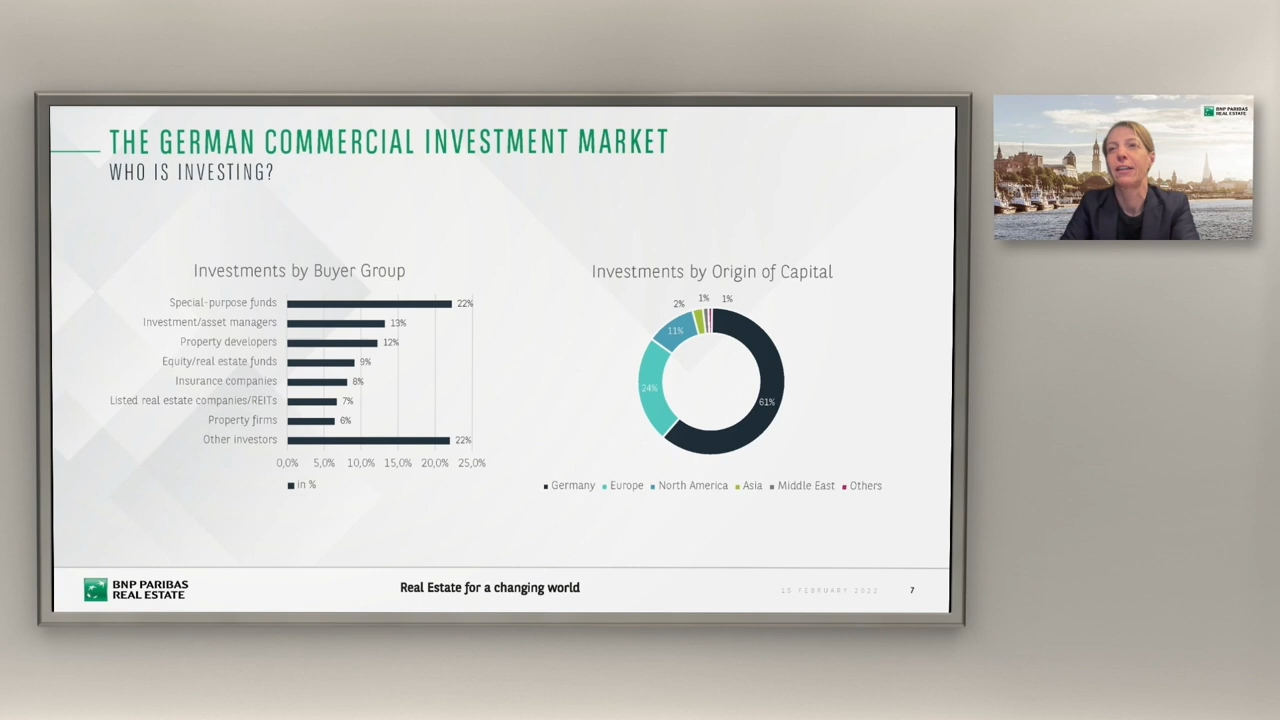 THE GERMAN COMMERCIAL INVESTMENT MARKET
WHO IS INVESTING?
Investments by Buyer Group
Special-purpose funds 22%
Investment/asset managers 13%
Property developers 12%
Equity/real estate funds 9%
Insurance companies 8%
Listed real estate companies/REITs 7%
Property firms 6%
Other investors 22%
0,0% 5,0% 10,0% 15,0% 20,0% 25,0%
in %
Investments by Origin of Capital
2% 1% 1%
11%
24%
61%
Germany Europe North America Asia Middle East Others
BNP PARIBAS
REAL ESTATE
Real Estate for a changing world
15 FEBRUARY 2022
7
BNP PARIBAS
REAL ESTATE